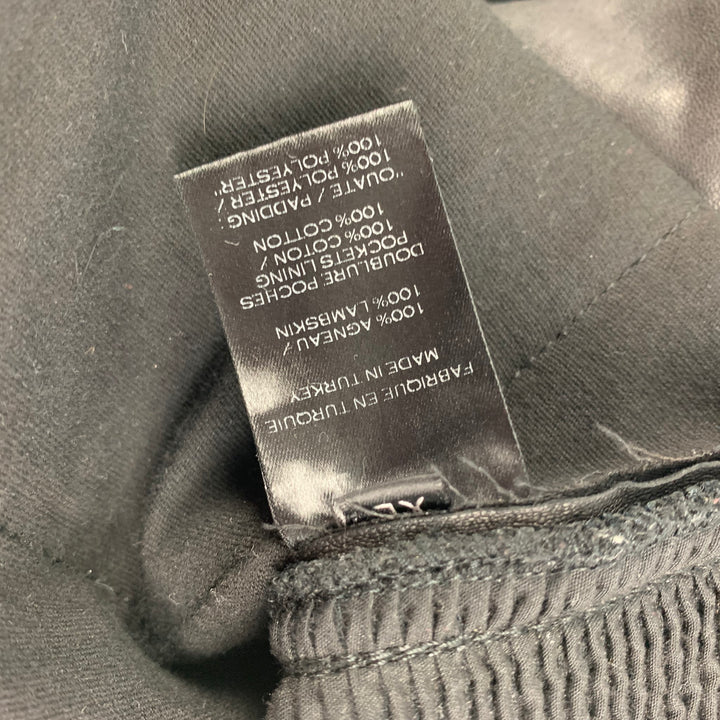 FABRIQUE EN TURQUIE
MADE IN TURKEY
100% AGNEAU /
100% LAMBSKIN
DOUBLURE POCHES
POCKETS LINING
100% COTON /
100% COTTON
"OUATE / PADDING :
100% POLYESTER /
100% POLYESTER"